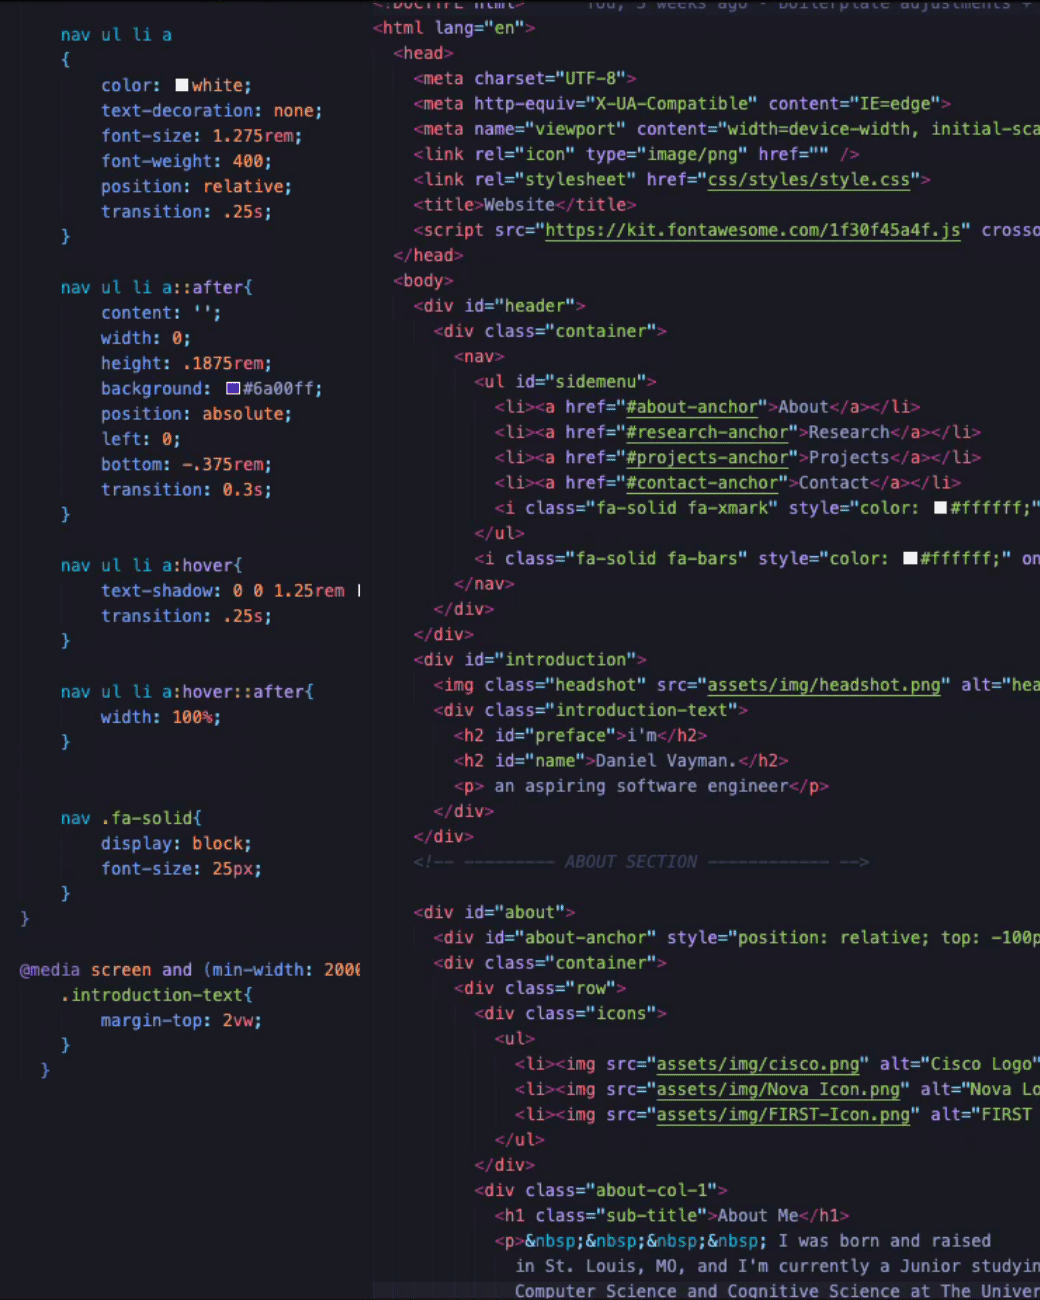 nav ul li a
{
color: white;
text-decoration: none;
font-size: 1.275rem;
font-weight: 400;
position: relative;
transition: .25s;
}
nav ul li a::after{
content: '';
width: 0;
height: .1875rem;
background: #6a00ff;
position: absolute;
left: 0;
bottom: -.375rem;
transition: 0.3s;
}
nav ul li a:hover{
text-shadow: 0 0 1.25rem
transition: .25s;
}
nav ul li a:hover::after{
width: 100%;
}
nav .fa-solid{
display: block;
font-size: 25px;
}
}
@media screen and (min-width: 2000
.introduction-text{
margin-top: 2vw;
}
}
<!DOCTYPE html> You, 3 weeks ago - Boilerplate adjustments +
<html lang="en">
<head>
<meta charset="UTF-8">
<meta http-equiv="X-UA-Compatible" content="IE=edge">
<meta name="viewport" content="width=device-width, initial-sca
<link rel="icon" type="image/png" href="" />
<link rel="stylesheet" href="css/styles/style.css">
<title>Website</title>
<script src="https://kit.fontawesome.com/1f30f45a4f.js" crosso
</head>
<body>
<div id="header">
<div class="container">
<nav>
<ul id="sidemenu">
<li><a href="#about-anchor">About</a></li>
<li><a href="#research-anchor">Research</a></li>
<li><a href="#projects-anchor">Projects</a></li>
<li><a href="#contact-anchor">Contact</a></li>
<i class="fa-solid fa-xmark" style="color: #ffffff;"
</ul>
<i class="fa-solid fa-bars" style="color: #ffffff;" on
</nav>
</div>
</div>
<div id="introduction">
<img class="headshot" src="assets/img/headshot.png" alt="hea
<div class="introduction-text">
<h2 id="preface">i'm</h2>
<h2 id="name">Daniel Vayman.</h2>
<p> an aspiring software engineer</p>
</div>
</div>
<!-- --------- ABOUT SECTION ------------ -->
<div id="about">
<div id="about-anchor" style="position: relative; top: -100p
<div class="container">
<div class="row">
<div class="icons">
<ul>
<li><img src="assets/img/cisco.png" alt="Cisco Logo"
<li><img src="assets/img/Nova Icon.png" alt="Nova Lo
<li><img src="assets/img/FIRST-Icon.png" alt="FIRST
</ul>
</div>
<div class="about-col-1">
<h1 class="sub-title">About Me</h1>
<p>&nbsp;&nbsp;&nbsp;&nbsp; I was born and raised
in St. Louis, MO, and I'm currently a Junior studyin
Computer Science and Cognitive Science at The Univer